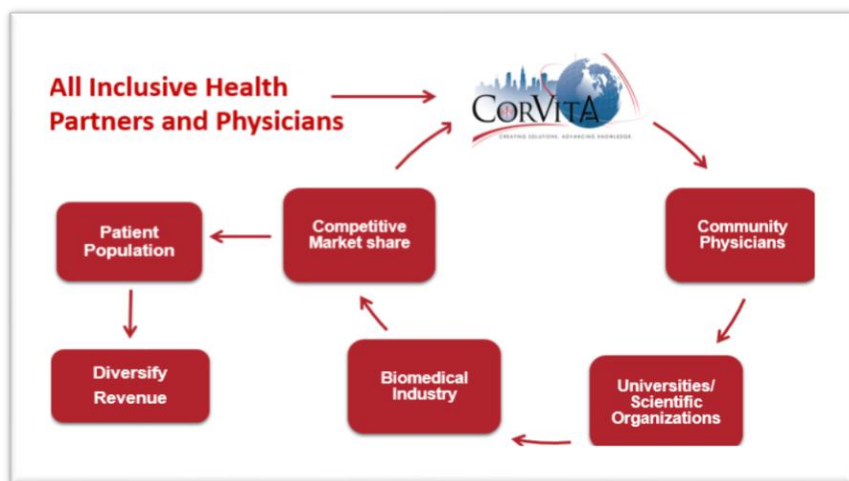 All Inclusive Health
Partners and Physicians
CORVITA
CREATING SOLUTIONS. ADVANCING KNOWLEDGE.
Patient
Population
Competitive
Market share
Community
Physicians
Diversify
Revenue
Biomedical
Industry
Universities/
Scientific
Organizations